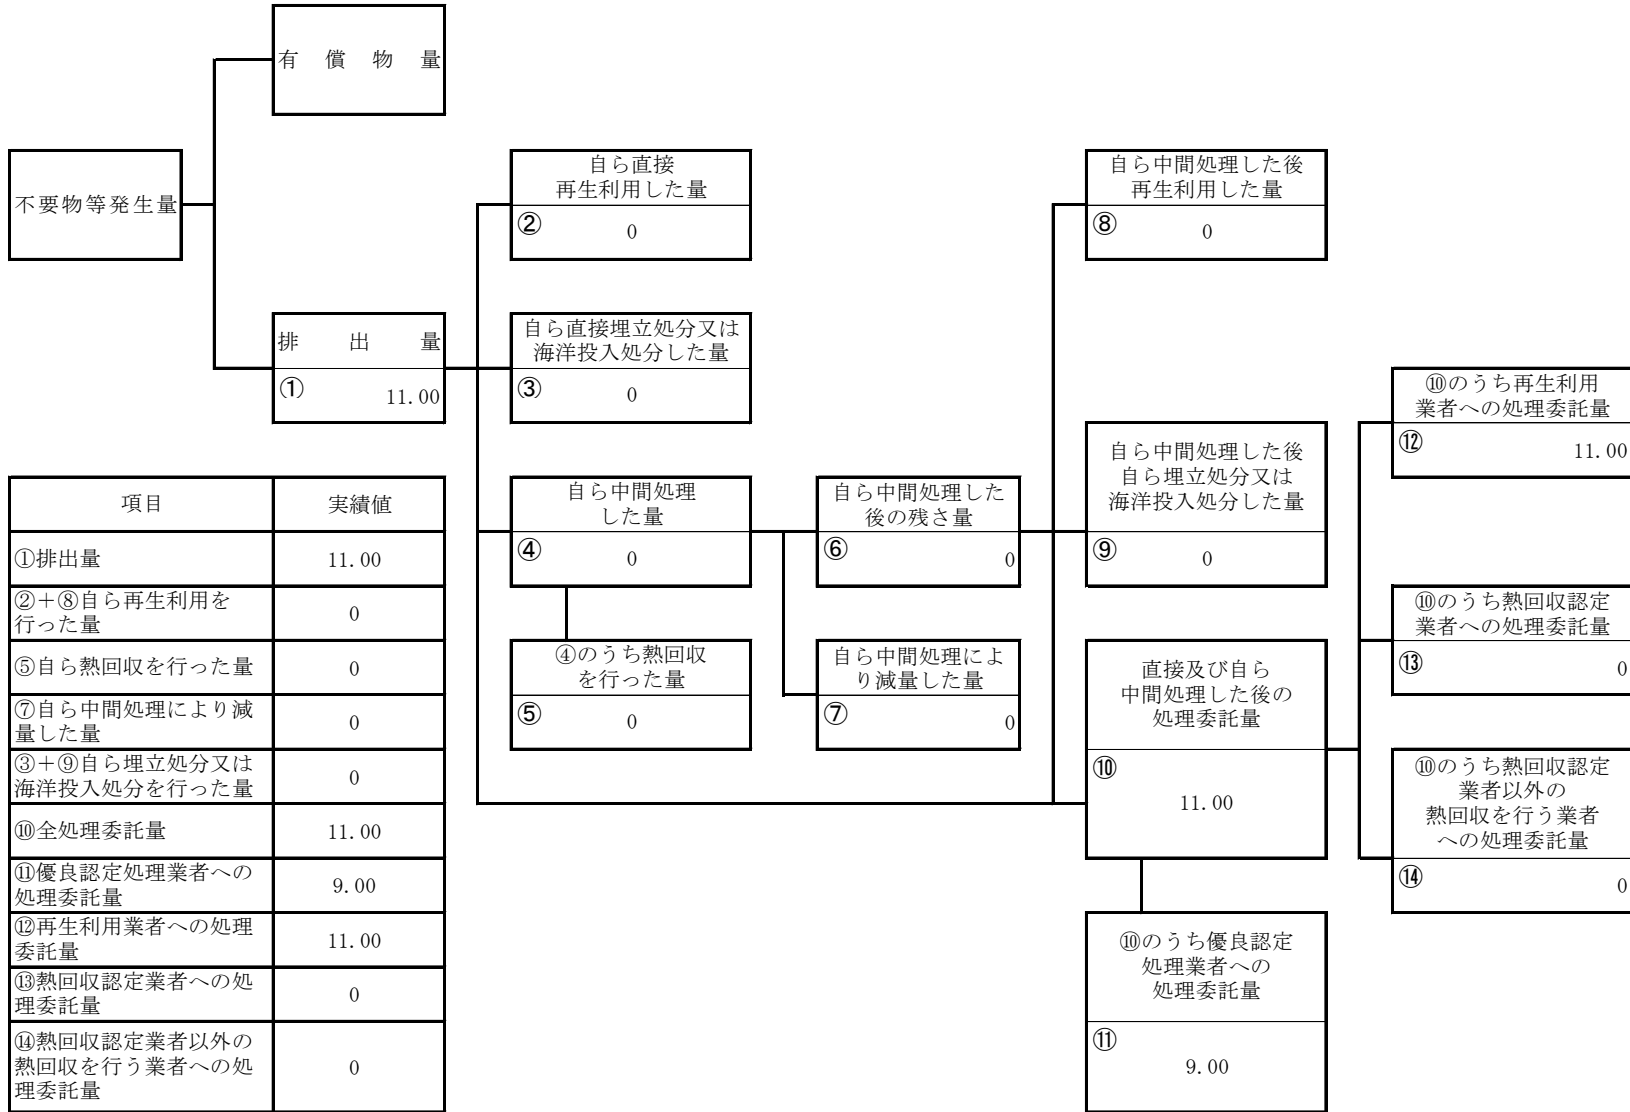 有償物量
不要物等発生量
排出量
① 11.00
自ら直接
再生利用した量
② 0
自ら直接埋立処分又は
海洋投入処分した量
③ 0
自ら中間処理
した量
④ 0
④のうち熱回収
を行った量
⑤ 0
自ら中間処理した
後の残さ量
⑥ 0
自ら中間処理によ
り減量した量
⑦ 0
自ら中間処理した後
再生利用した量
⑧ 0
自ら中間処理した後
自ら埋立処分又は
海洋投入処分した量
⑨ 0
直接及び自ら
中間処理した後の
処理委託量
⑩
11.00
⑩のうち優良認定
処理業者への
処理委託量
⑪
9.00
⑩のうち再生利用
業者への処理委託量
⑫ 11.00
⑩のうち熱回収認定
業者への処理委託量
⑬ 0
⑩のうち熱回収認定
業者以外の
熱回収を行う業者
への処理委託量
⑭ 0
項目 実績値
①排出量 11.00
②+⑧自ら再生利用を
行った量 0
⑤自ら熱回収を行った量 0
⑦自ら中間処理により減
量した量 0
③+⑨自ら埋立処分又は
海洋投入処分を行った量 0
⑩全処理委託量 11.00
⑪優良認定処理業者への
処理委託量 9.00
⑫再生利用業者への処理
委託量 11.00
⑬熱回収認定業者への処
理委託量 0
⑭熱回収認定業者以外の
熱回収を行う業者への処
理委託量 0